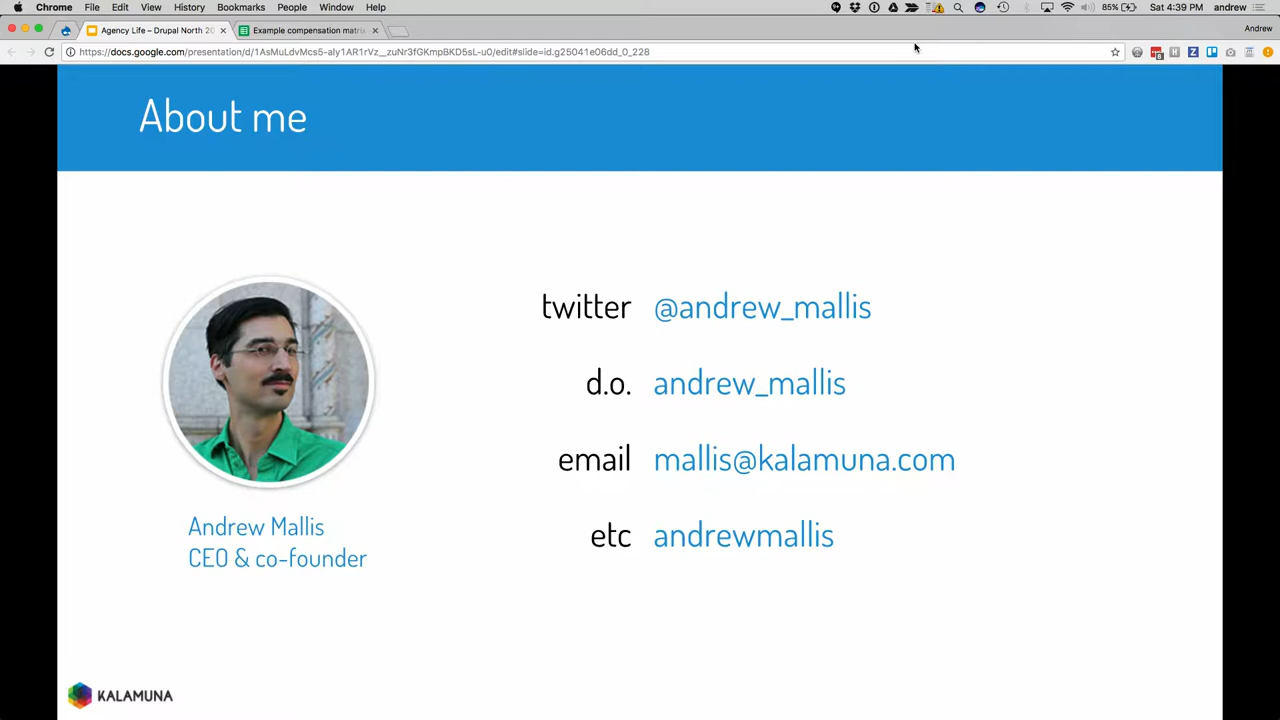 Chrome File Edit View History Bookmarks People Window Help 85% Sat 4:39 PM andrew
Agency Life – Drupal North 20 Example compensation matri Andrew
https://docs.google.com/presentation/d/1AsMuLdvMcs5-aIy1AR1rVz__zuNr3fGKmpBKD5sL-u0/edit#slide=id.g25041e06dd_0_228
About me
twitter @andrew_mallis
d.o. andrew_mallis
email mallis@kalamuna.com
etc andrewmallis
Andrew Mallis
CEO & co-founder
KALAMUNA